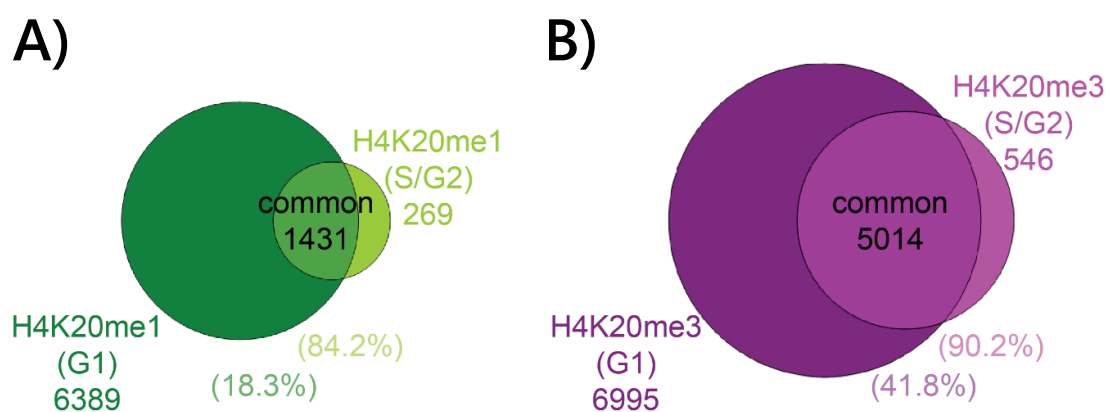 A)
H4K20me1
(S/G2)
269
common
1431
H4K20me1
(G1)
6389
(84.2%)
(18.3%)
B)
H4K20me3
(S/G2)
546
common
5014
H4K20me3
(G1)
6995
(90.2%)
(41.8%)